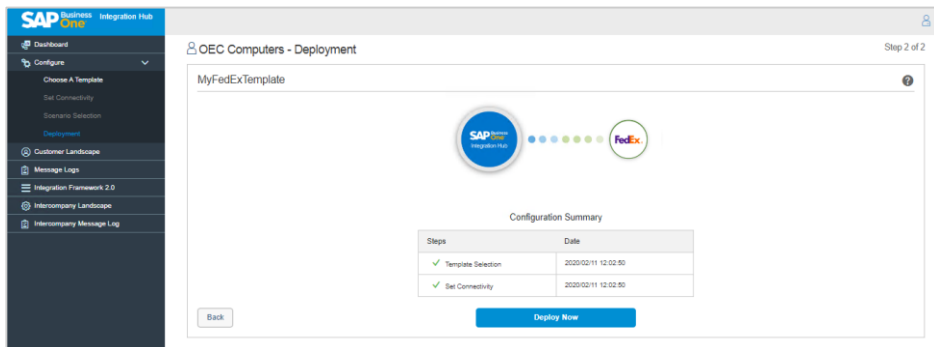 SAP Business One Integration Hub
Dashboard
OEC Computers - Deployment
Step 2 of 2
Configure
Choose A Template
Set Connectivity
Scenario Selection
Deployment
Customer Landscape
Message Logs
Integration Framework 2.0
Intercompany Landscape
Intercompany Message Log
MyFedExTemplate
SAP Business One
Integration Hub
FedEx.
Configuration Summary
Steps Date
Template Selection 2020/02/11 12:02:50
Set Connectivity 2020/02/11 12:02:50
Back
Deploy Now